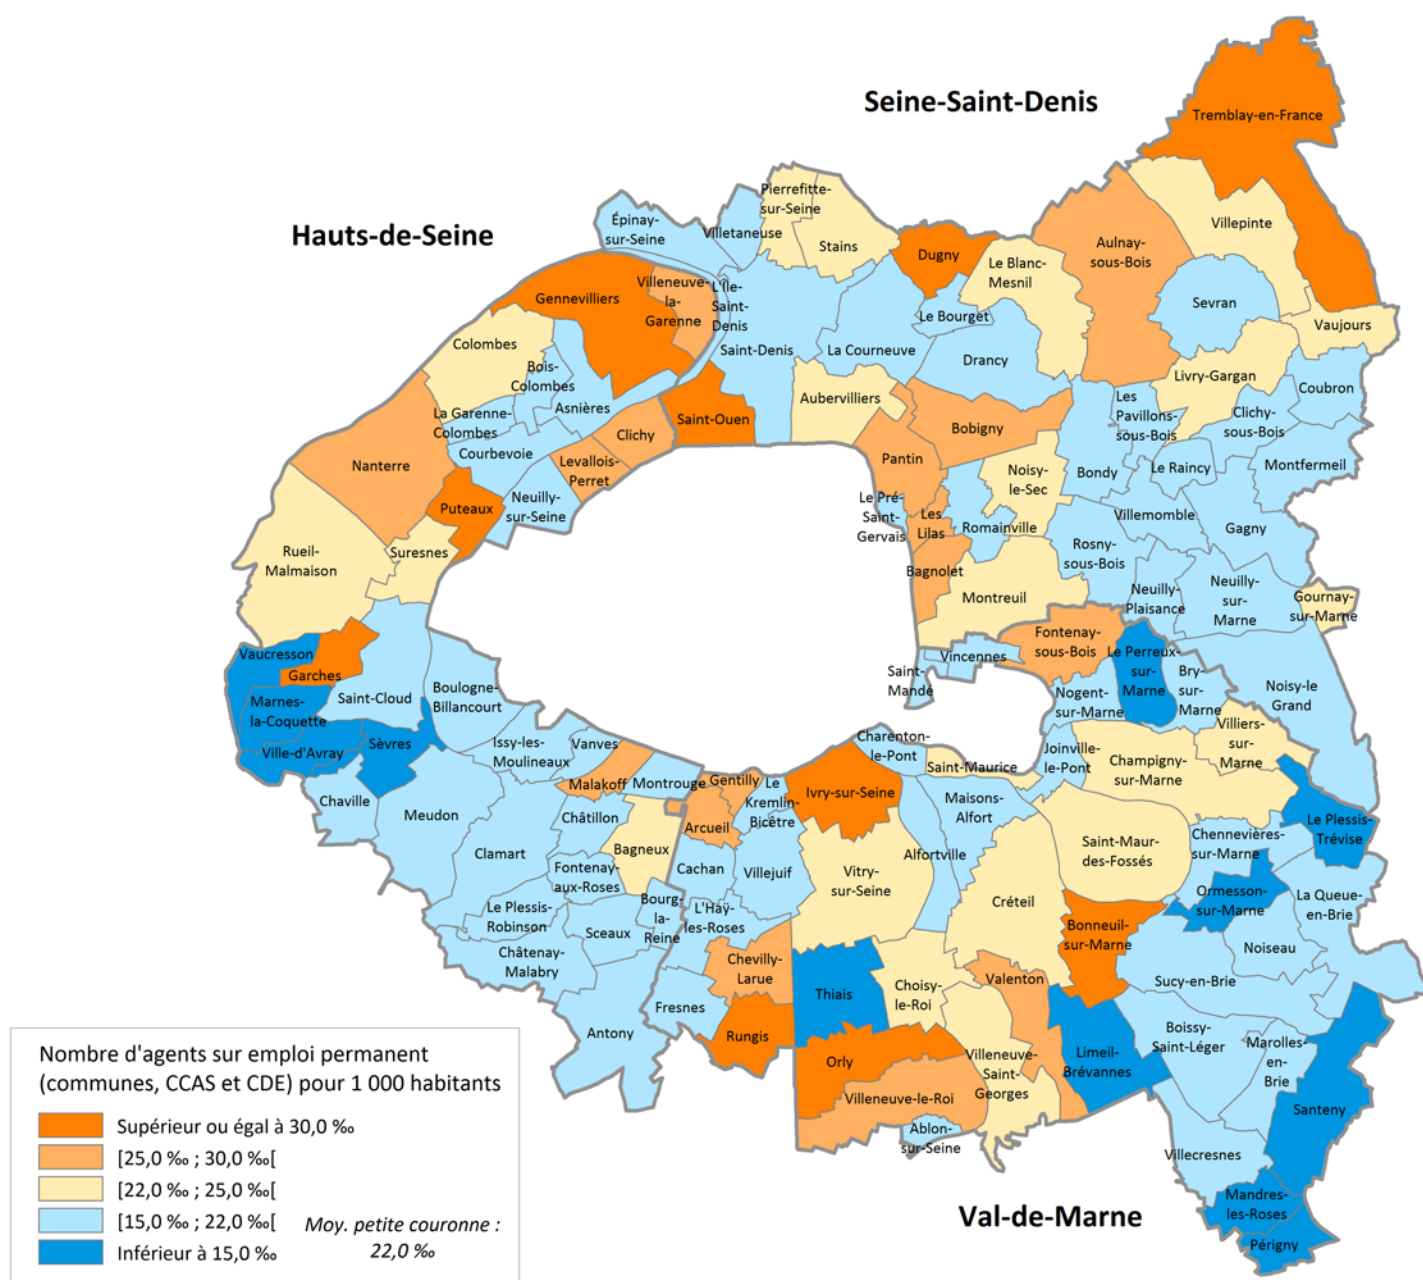 Seine-Saint-Denis
Tremblay-en-France
Hauts-de-Seine
Pierrefitte-
sur-Seine
Épinay-
sur-Seine
Villetaneuse
Stains
Villepinte
Aulnay-
sous-Bois
Dugny
Le Blanc-
Mesnil
Villeneuve-
la-
Garenne
L'Île-
Saint-
Denis
Gennevilliers
Sevran
Le Bourget
Vaujours
Colombes
Saint-Denis
La Courneuve
Drancy
Bois-
Colombes
Livry-Gargan
Coubron
Aubervilliers
Les
Pavillons-
sous-Bois
Clichy-
sous-Bois
La Garenne-
Colombes
Asnières
Saint-Ouen
Clichy
Bobigny
Courbevoie
Nanterre
Levallois-
Perret
Pantin
Noisy-
le-Sec
Bondy
Le Raincy
Montfermeil
Puteaux
Neuilly-
sur-Seine
Le Pré-
Saint-
Gervais
Les
Lilas
Romainville
Villemomble
Gagny
Rueil-
Malmaison
Suresnes
Rosny-
sous-Bois
Bagnolet
Montreuil
Neuilly-
Plaisance
Neuilly-
sur-
Marne
Gournay-
sur-Marne
Vaucresson
Garches
Fontenay-
sous-Bois
Le Perreux-
sur-
Marne
Vincennes
Saint-
Mandé
Bry-
sur-
Marne
Noisy-le
Grand
Marnes-
la-Coquette
Saint-Cloud
Boulogne-
Billancourt
Nogent-
sur-Marne
Ville-d'Avray
Sèvres
Issy-les-
Moulineaux
Vanves
Charenton-
le-Pont
Joinville-
le-Pont
Villiers-
sur-
Marne
Champigny-
sur-Marne
Saint-Maurice
Malakoff
Montrouge
Gentilly
Le
Kremlin-
Bicêtre
Ivry-sur-Seine
Maisons-
Alfort
Chaville
Meudon
Châtillon
Arcueil
Le Plessis-
Trévise
Chennevières-
sur-Marne
Saint-Maur-
des-Fossés
Clamart
Bagneux
Fontenay-
aux-Roses
Cachan
Villejuif
Vitry-
sur-Seine
Alfortville
Ormesson-
sur-Marne
La Queue-
en-Brie
Le Plessis-
Robinson
Bourg-
la-
Reine
L'Haÿ-
les-Roses
Créteil
Sceaux
Bonneuil-
sur-Marne
Noiseau
Châtenay-
Malabry
Chevilly-
Larue
Valenton
Sucy-en-Brie
Thiais
Choisy-
le-Roi
Fresnes
Antony
Rungis
Boissy-
Saint-Léger
Marolles-
en-
Brie
Limeil-
Brévannes
Orly
Villeneuve-
Saint-
Georges
Villeneuve-le-Roi
Santeny
Ablon-
sur-Seine
Villecresnes
Mandres-
les-Roses
Périgny
Val-de-Marne
Nombre d'agents sur emploi permanent
(communes, CCAS et CDE) pour 1 000 habitants
Supérieur ou égal à 30,0 ‰
[25,0 ‰ ; 30,0 ‰[
[22,0 ‰ ; 25,0 ‰[
[15,0 ‰ ; 22,0 ‰[
Inférieur à 15,0 ‰
Moy. petite couronne :
22,0 ‰